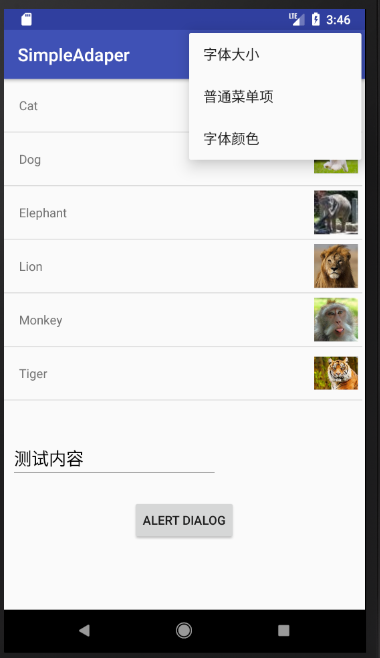 LTE 3:46
SimpleAdaper
字体大小
普通菜单项
字体颜色
Cat
Dog
Elephant
Lion
Monkey
Tiger
测试内容
ALERT DIALOG